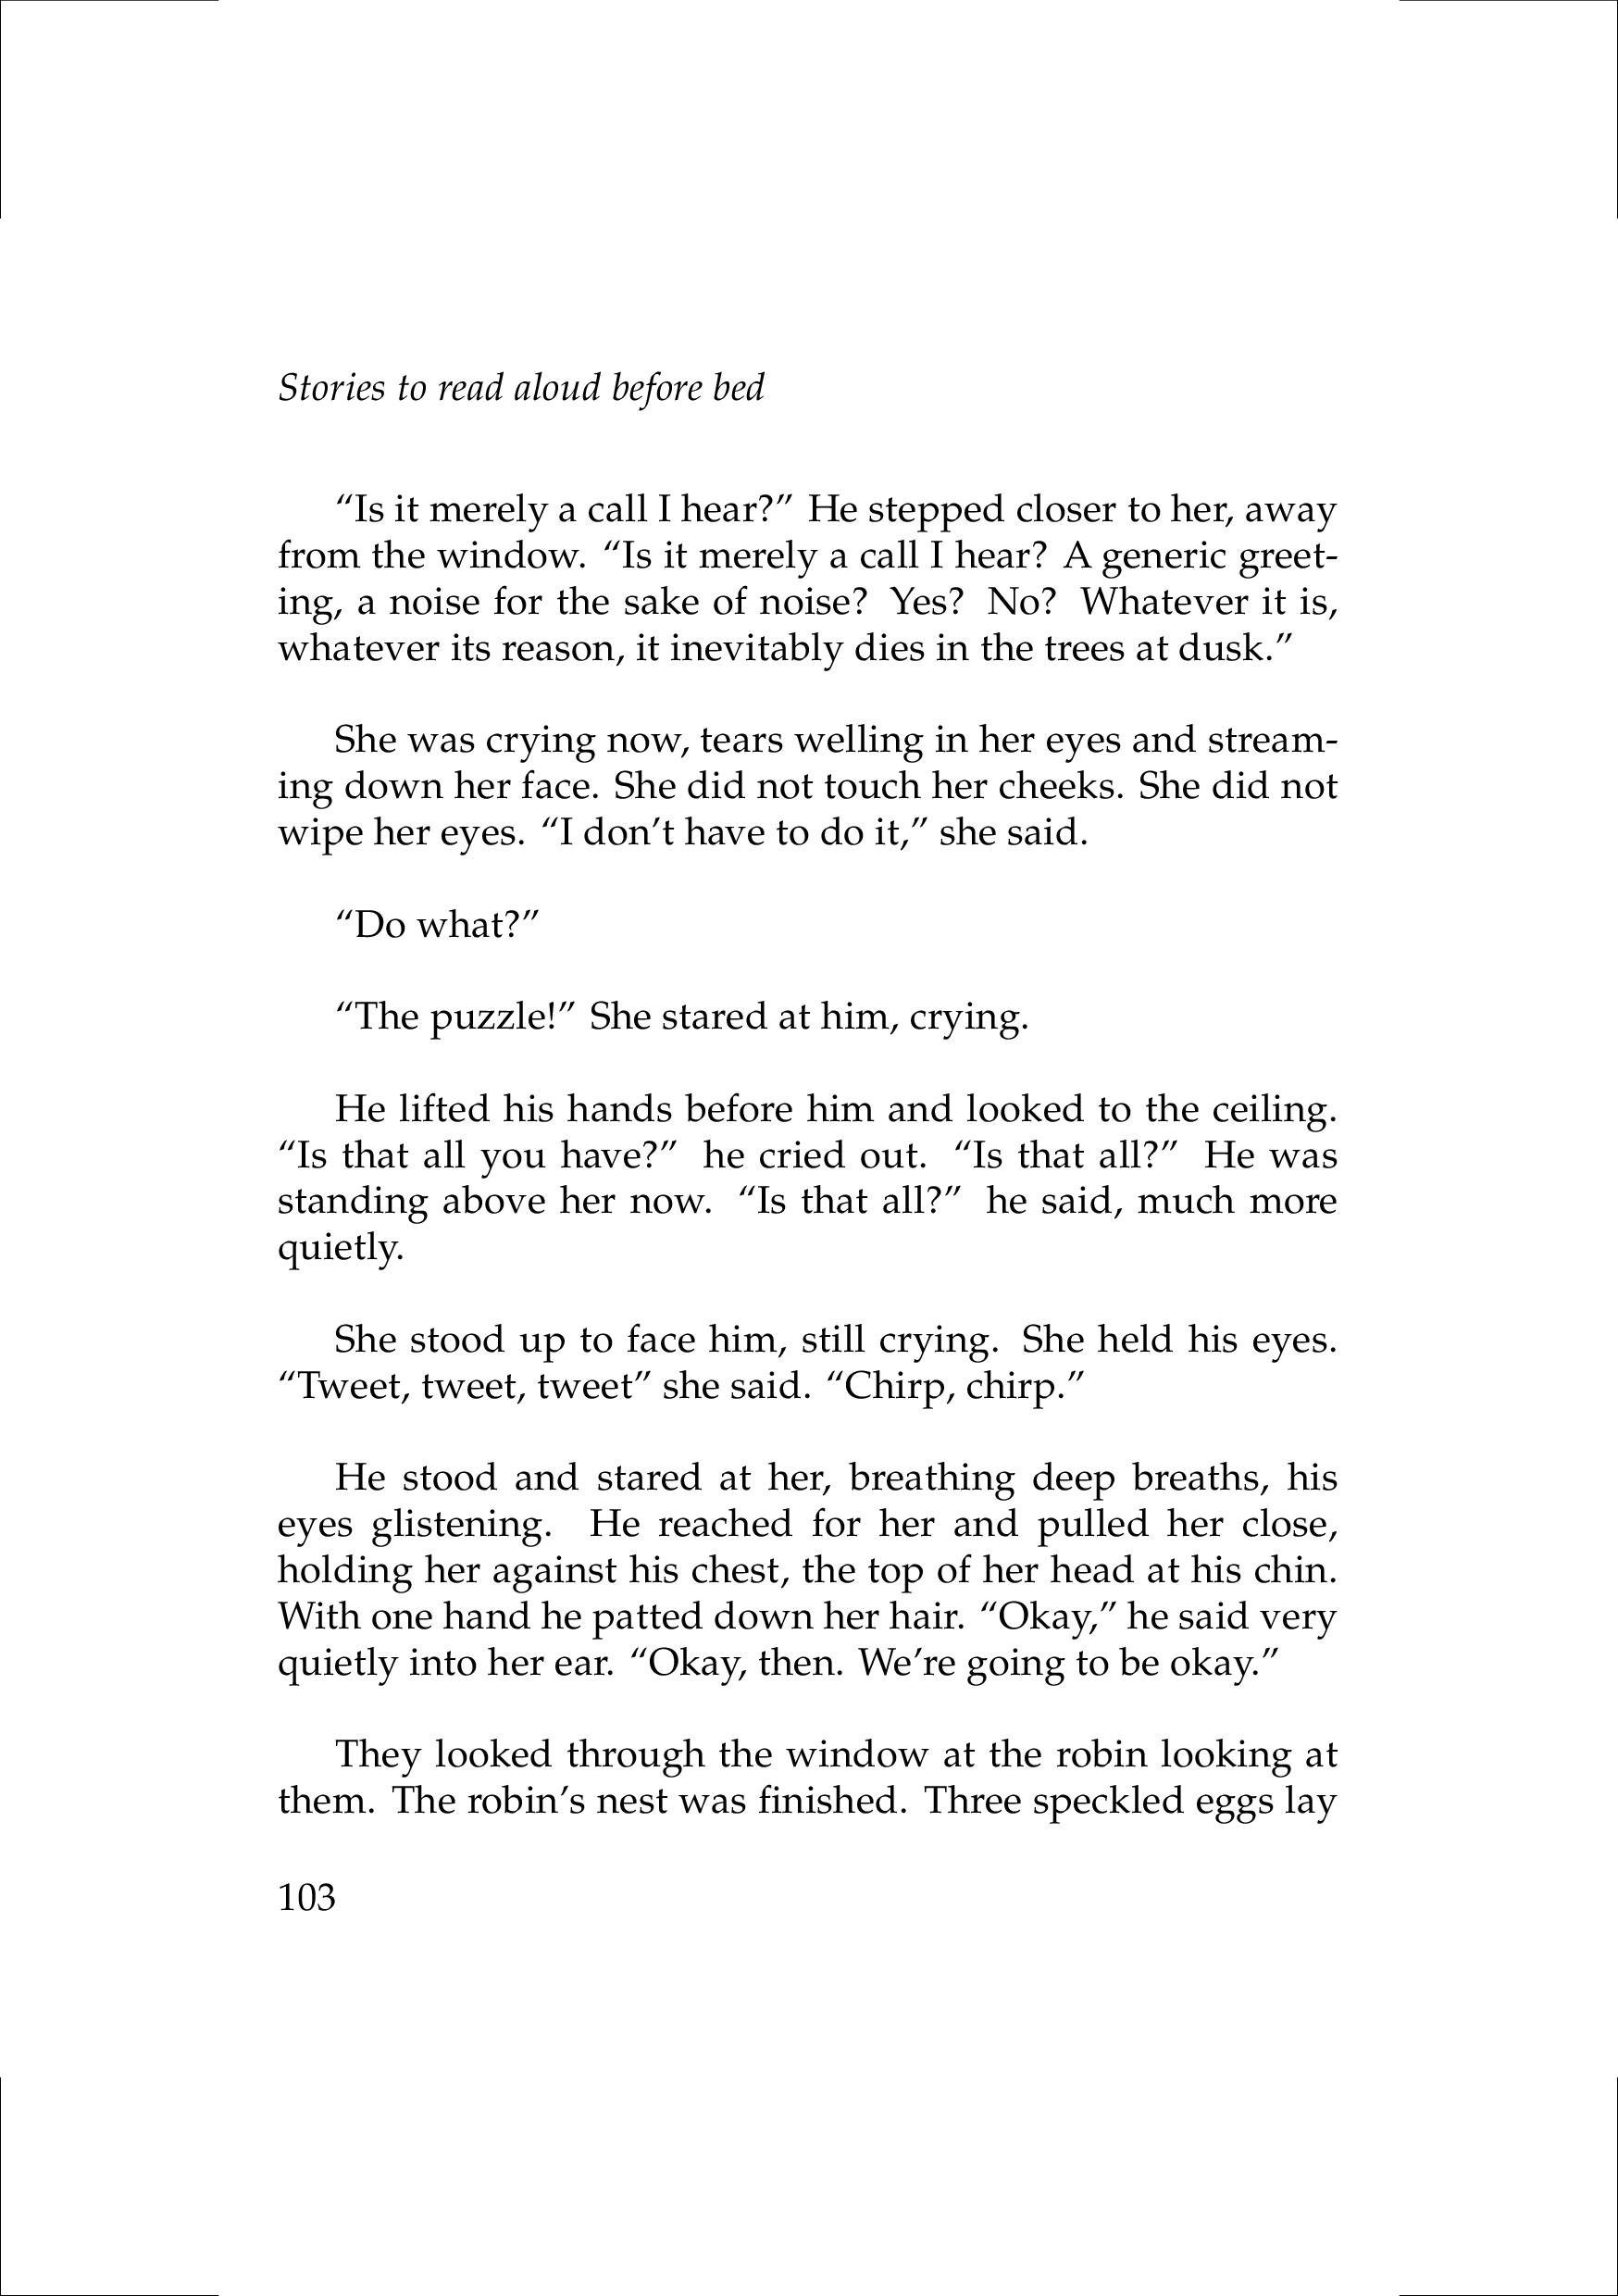 Stories to read aloud before bed
“Is it merely a call I hear?” He stepped closer to her, away
from the window. “Is it merely a call I hear? A generic greet-
ing, a noise for the sake of noise? Yes? No? Whatever it is,
whatever its reason, it inevitably dies in the trees at dusk.”
She was crying now, tears welling in her eyes and stream-
ing down her face. She did not touch her cheeks. She did not
wipe her eyes. “I don’t have to do it,” she said.
“Do what?”
“The puzzle!” She stared at him, crying.
He lifted his hands before him and looked to the ceiling.
“Is that all you have?” he cried out. “Is that all?” He was
standing above her now. “Is that all?” he said, much more
quietly.
She stood up to face him, still crying. She held his eyes.
“Tweet, tweet, tweet” she said. “Chirp, chirp.”
He stood and stared at her, breathing deep breaths, his
eyes glistening. He reached for her and pulled her close,
holding her against his chest, the top of her head at his chin.
With one hand he patted down her hair. “Okay,” he said very
quietly into her ear. “Okay, then. We’re going to be okay.”
They looked through the window at the robin looking at
them. The robin’s nest was finished. Three speckled eggs lay
103